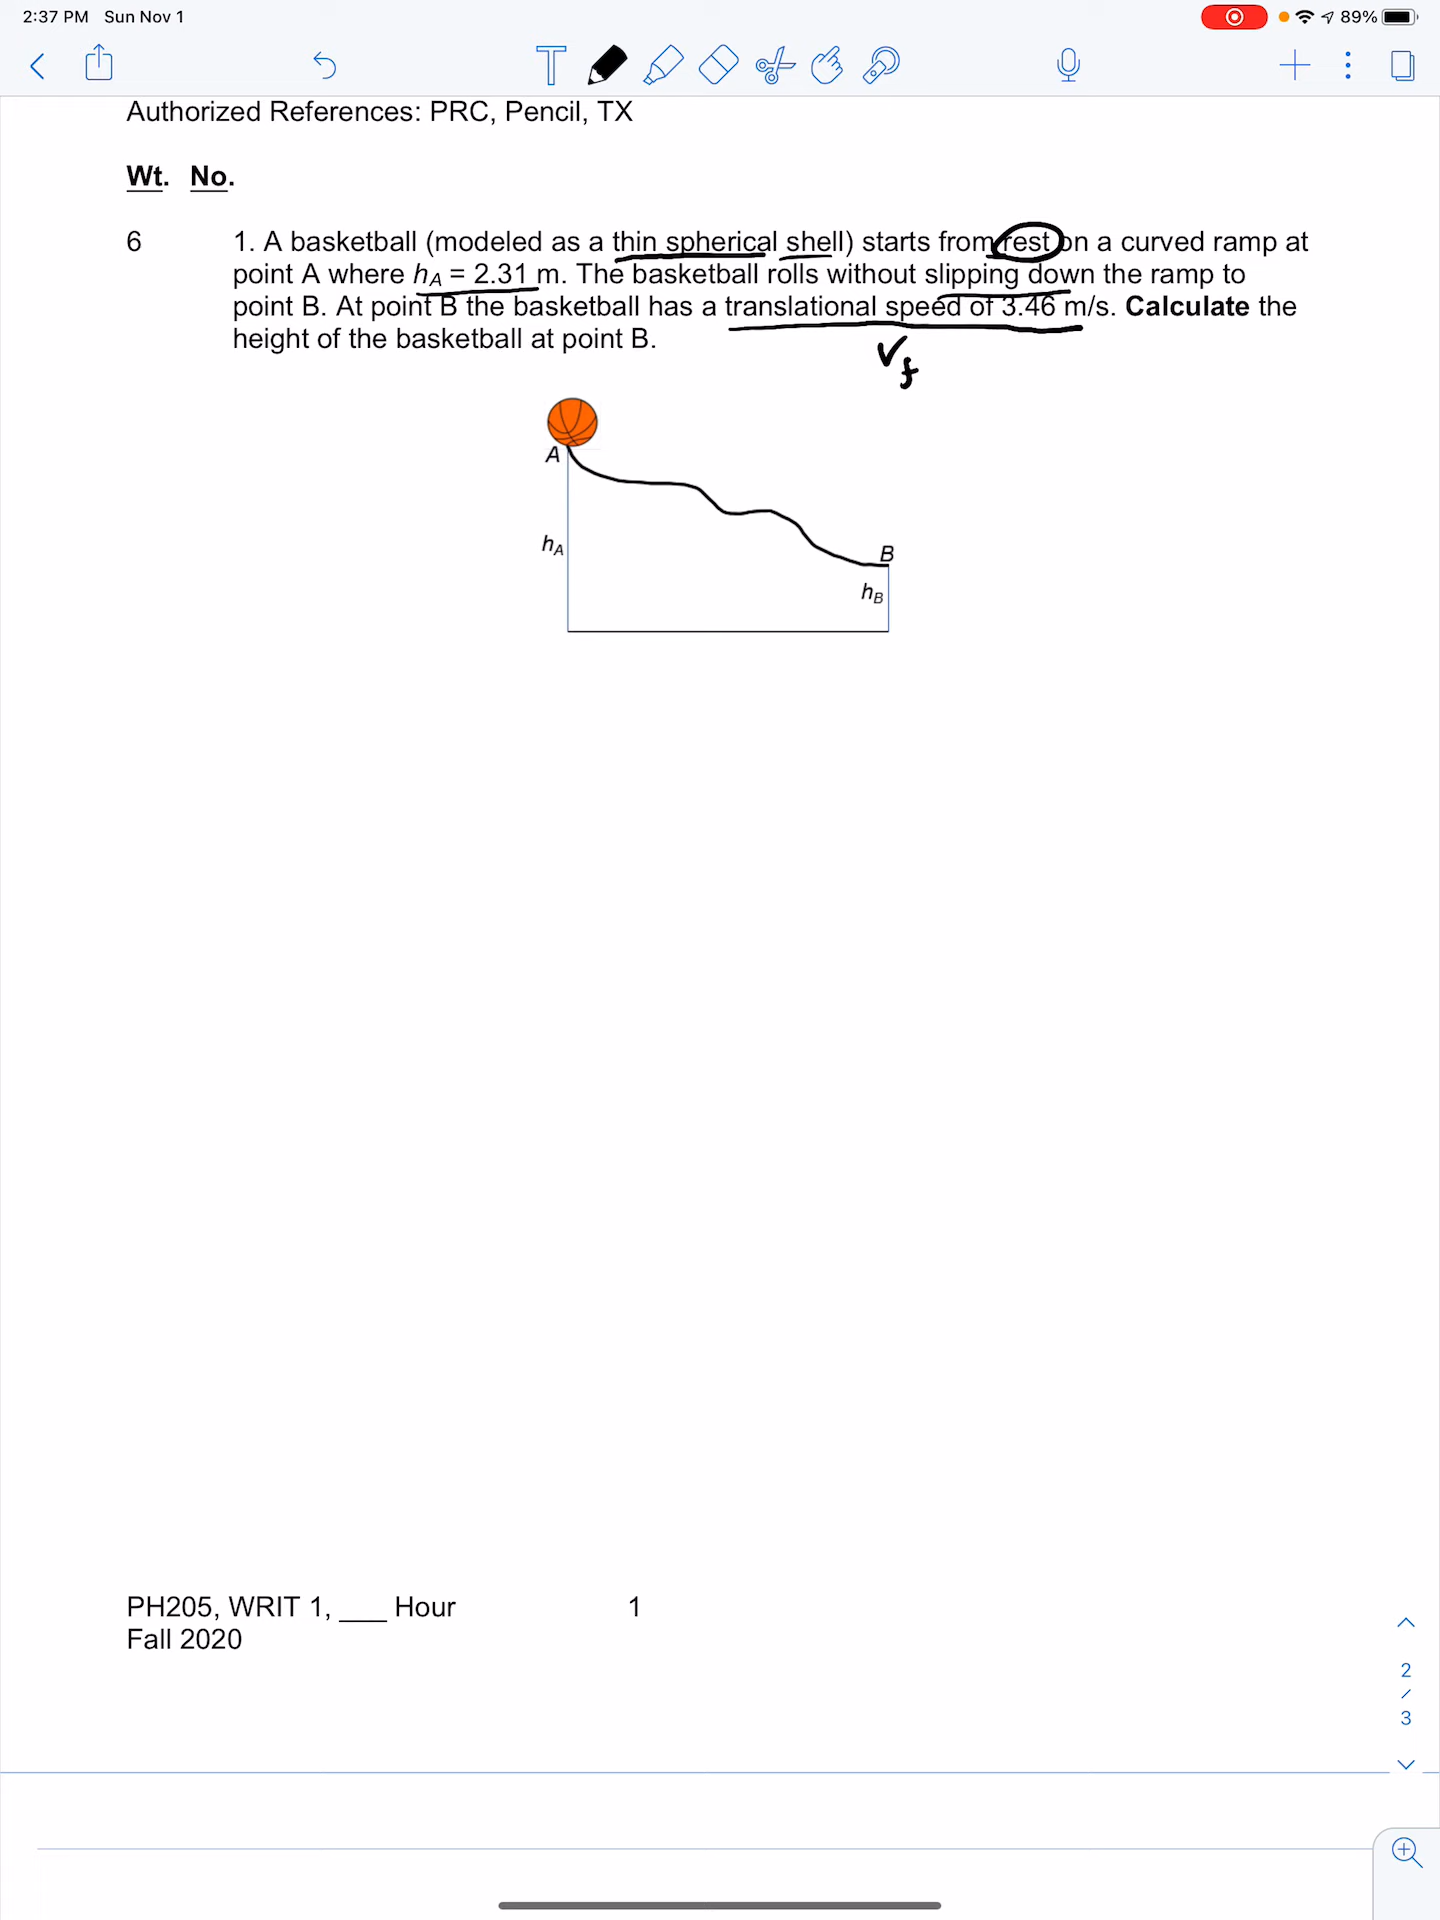 2:37 PM Sun Nov 1
89%
Authorized References: PRC, Pencil, TX
Wt. No.
6 1. A basketball (modeled as a thin spherical shell) starts from rest on a curved ramp at
point A where hA = 2.31 m. The basketball rolls without slipping down the ramp to
point B. At point B the basketball has a translational speed of 3.46 m/s. Calculate the
height of the basketball at point B.
vf
A
hA
B
hB
PH205, WRIT 1, ___ Hour 1
Fall 2020
2
/
3